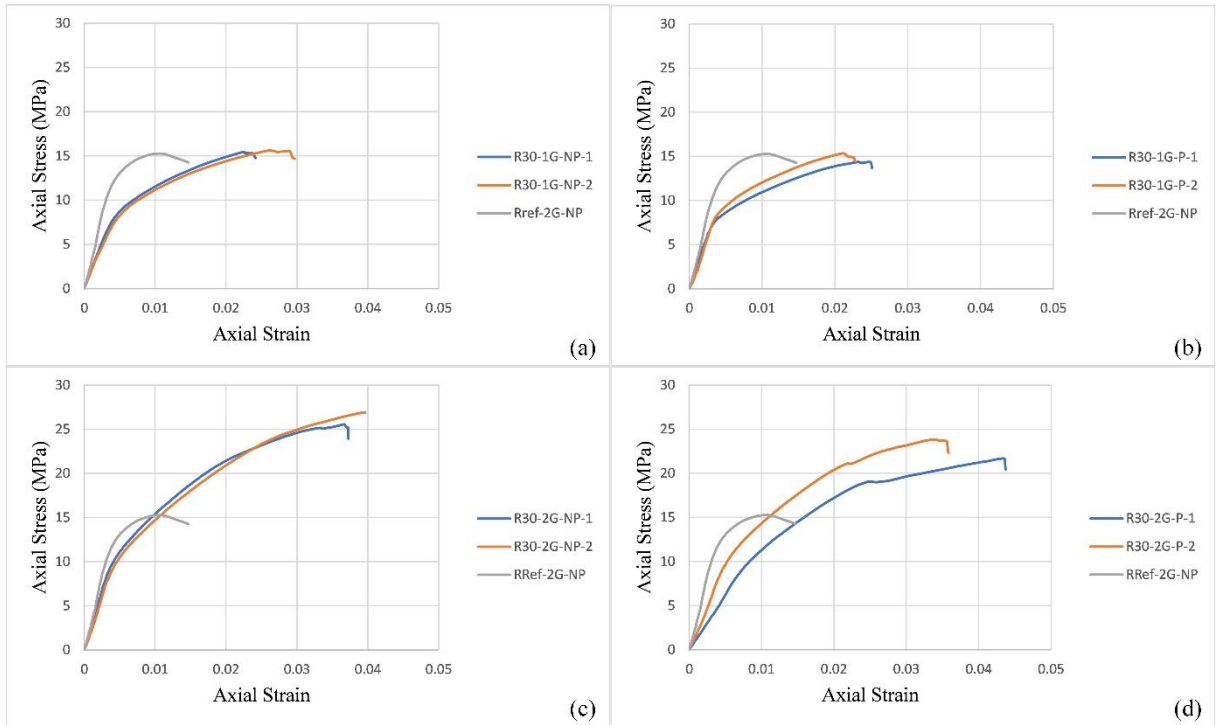 30
25
20
15
10
5
0
Axial Stress (MPa)
0 0.01 0.02 0.03 0.04 0.05
Axial Strain
R30-1G-NP-1
R30-1G-NP-2
Rref-2G-NP
(a)
30
25
20
15
10
5
0
Axial Stress (MPa)
0 0.01 0.02 0.03 0.04 0.05
Axial Strain
R30-1G-P-1
R30-1G-P-2
Rref-2G-NP
(b)
30
25
20
15
10
5
0
Axial Stress (MPa)
0 0.01 0.02 0.03 0.04 0.05
Axial Strain
R30-2G-NP-1
R30-2G-NP-2
RRef-2G-NP
(c)
30
25
20
15
10
5
0
Axial Stress (MPa)
0 0.01 0.02 0.03 0.04 0.05
Axial Strain
R30-2G-P-1
R30-2G-P-2
RRef-2G-NP
(d)